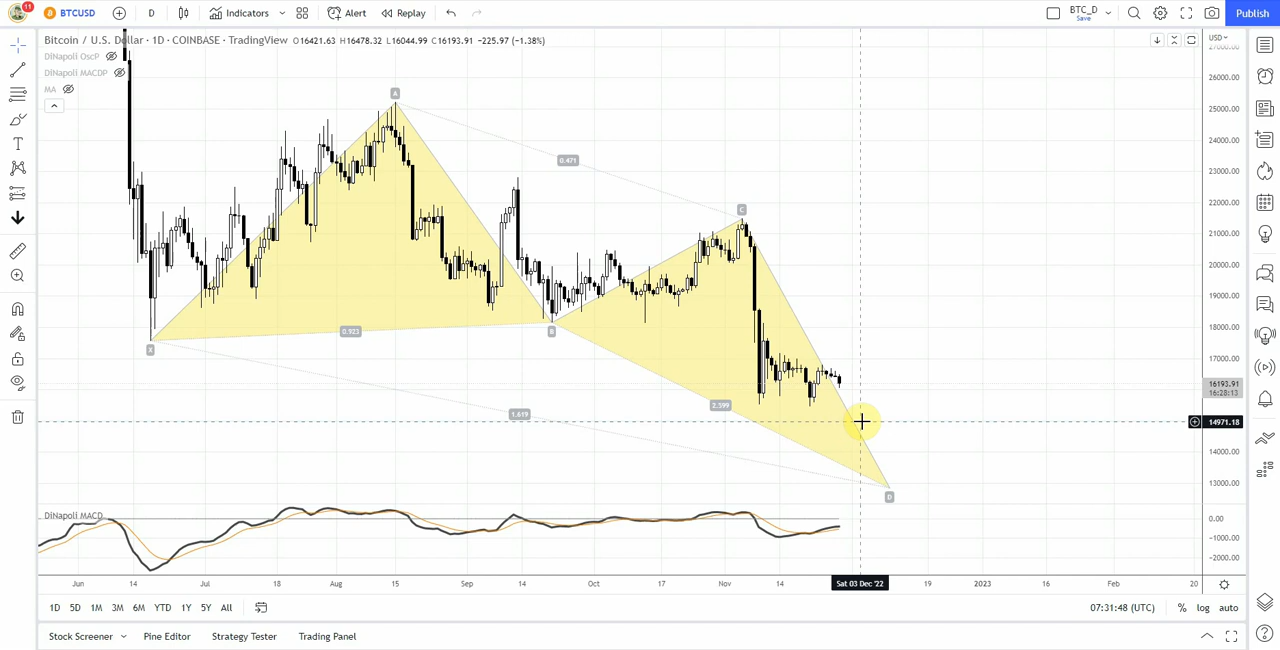 11 BTCUSD D Indicators Alert Replay BTC_D Save Publish
Bitcoin / U.S. Dollar · 1D · COINBASE · TradingView O16421.63 H16478.32 L16044.99 C16193.91 −225.97 (−1.38%)
USD
DiNapoli OscP
DiNapoli MACDP
MA
27000.00
26000.00
25000.00
24000.00
23000.00
22000.00
21000.00
20000.00
19000.00
18000.00
17000.00
16193.91
16:28:13
14971.18
14000.00
13000.00
A
0.471
C
0.923
B
X
2.599
1.619
D
DiNapoli MACD
0.00
-1000.00
-2000.00
Jun 14 Jul 18 Aug 15 Sep 14 Oct 17 Nov 14 Sat 03 Dec '22 19 2023 16 Feb 20
1D 5D 1M 3M 6M YTD 1Y 5Y All
07:31:48 (UTC) % log auto
Stock Screener Pine Editor Strategy Tester Trading Panel